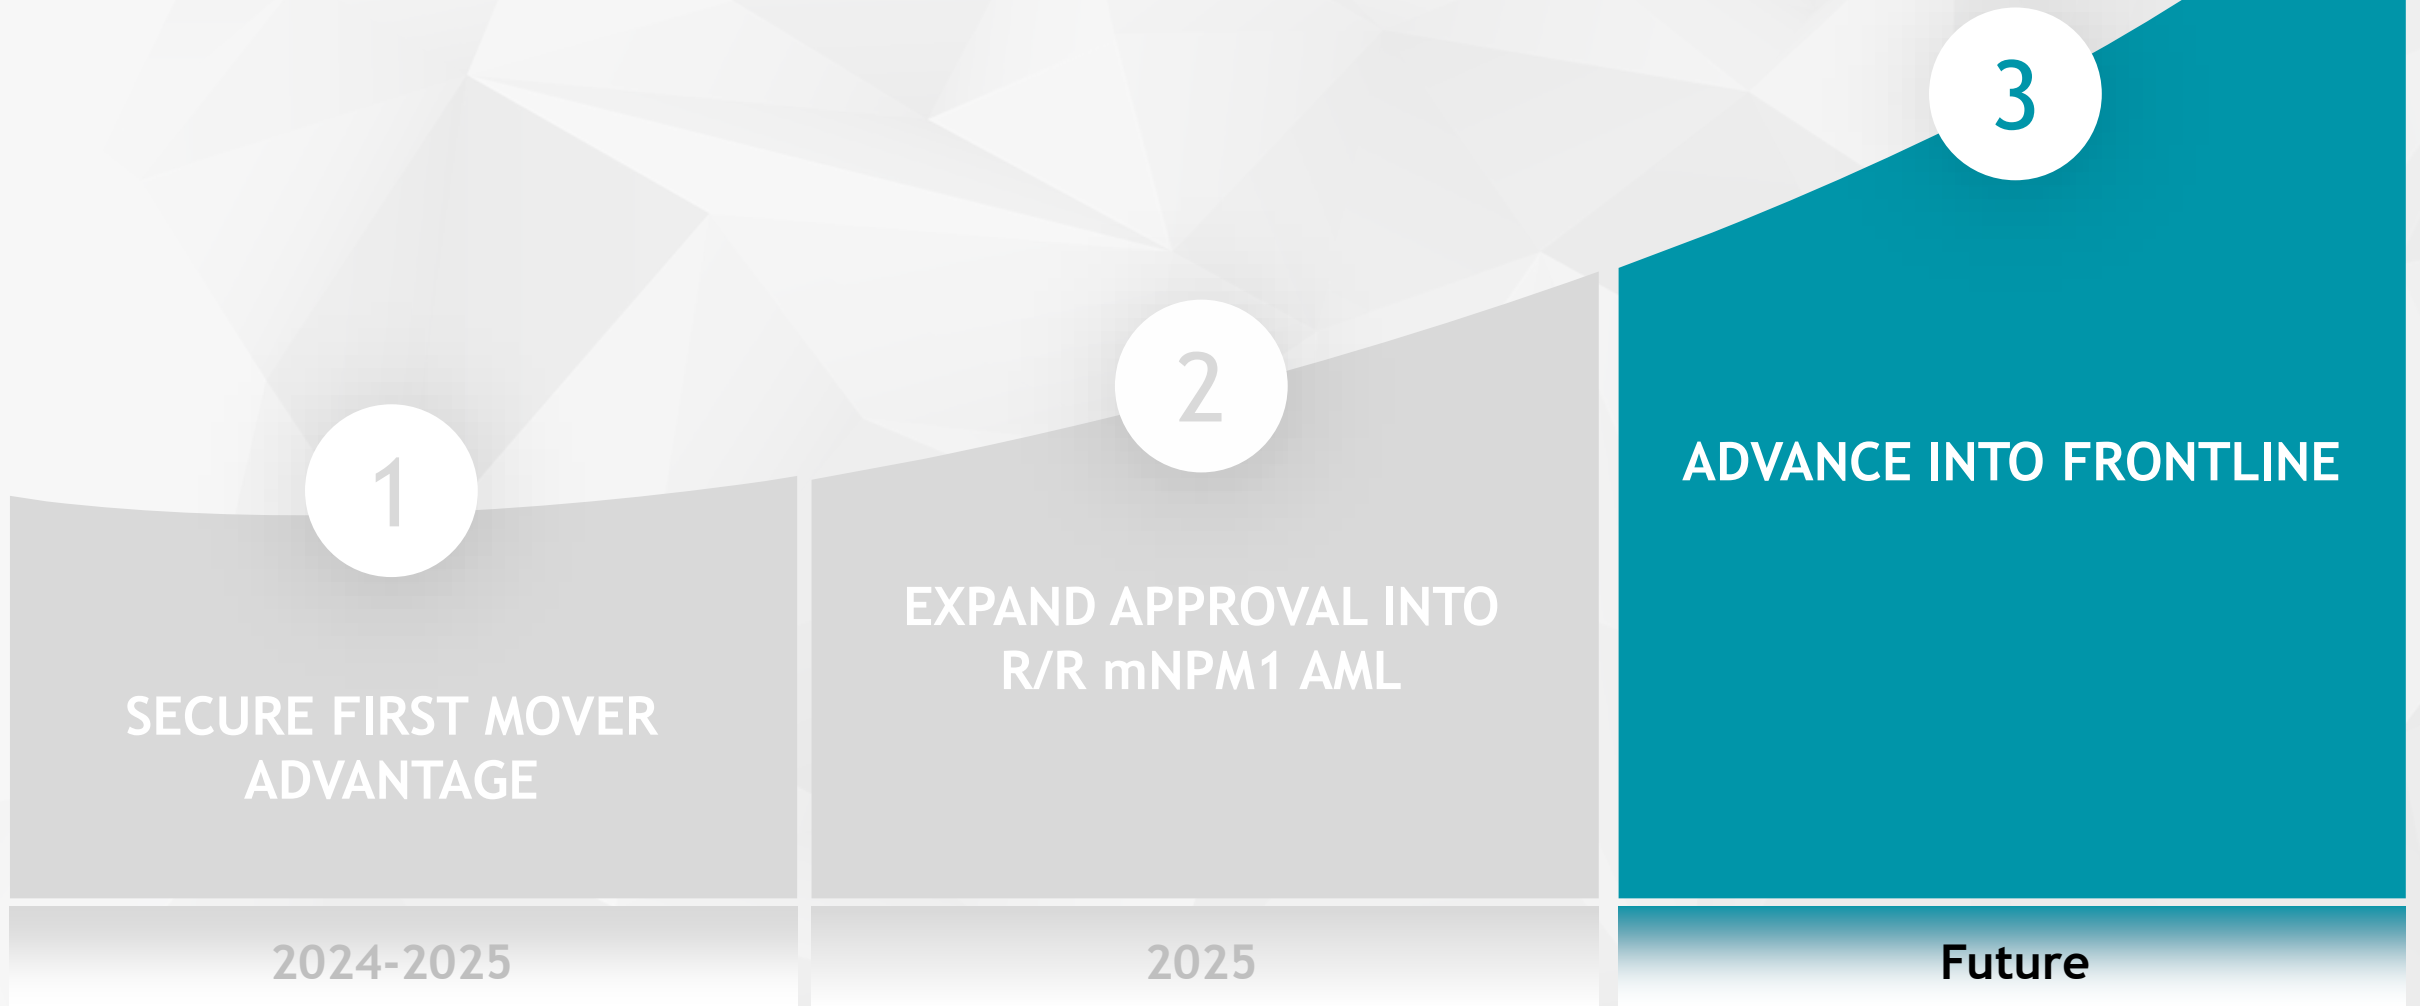 1
SECURE FIRST MOVER
ADVANTAGE
2024-2025
2
EXPAND APPROVAL INTO
R/R mNPM1 AML
2025
3
ADVANCE INTO FRONTLINE
Future